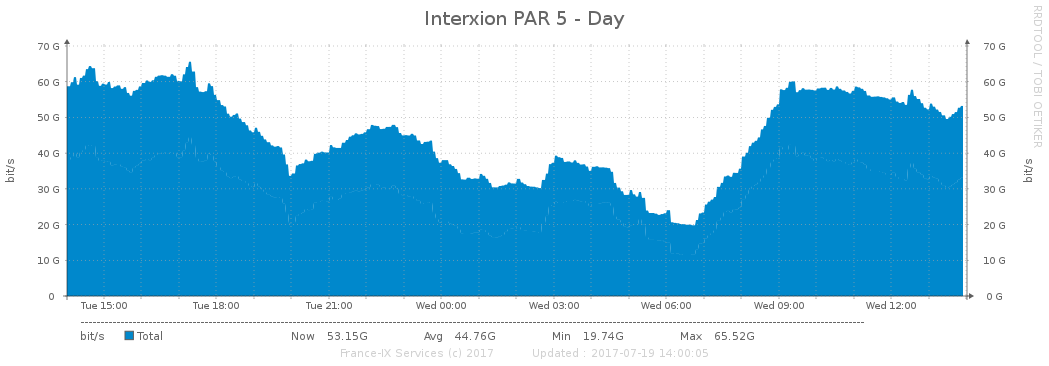 Interxion PAR 5 - Day
RRDTOOL / TOBI OETIKER
70 G 70 G
60 G 60 G
50 G 50 G
40 G 40 G
bit/s bit/s
30 G 30 G
20 G 20 G
10 G 10 G
0 0 G
Tue 15:00 Tue 18:00 Tue 21:00 Wed 00:00 Wed 03:00 Wed 06:00 Wed 09:00 Wed 12:00
bit/s Total Now 53.15G Avg 44.76G Min 19.74G Max 65.52G
France-IX Services (c) 2017 Updated : 2017-07-19 14:00:05